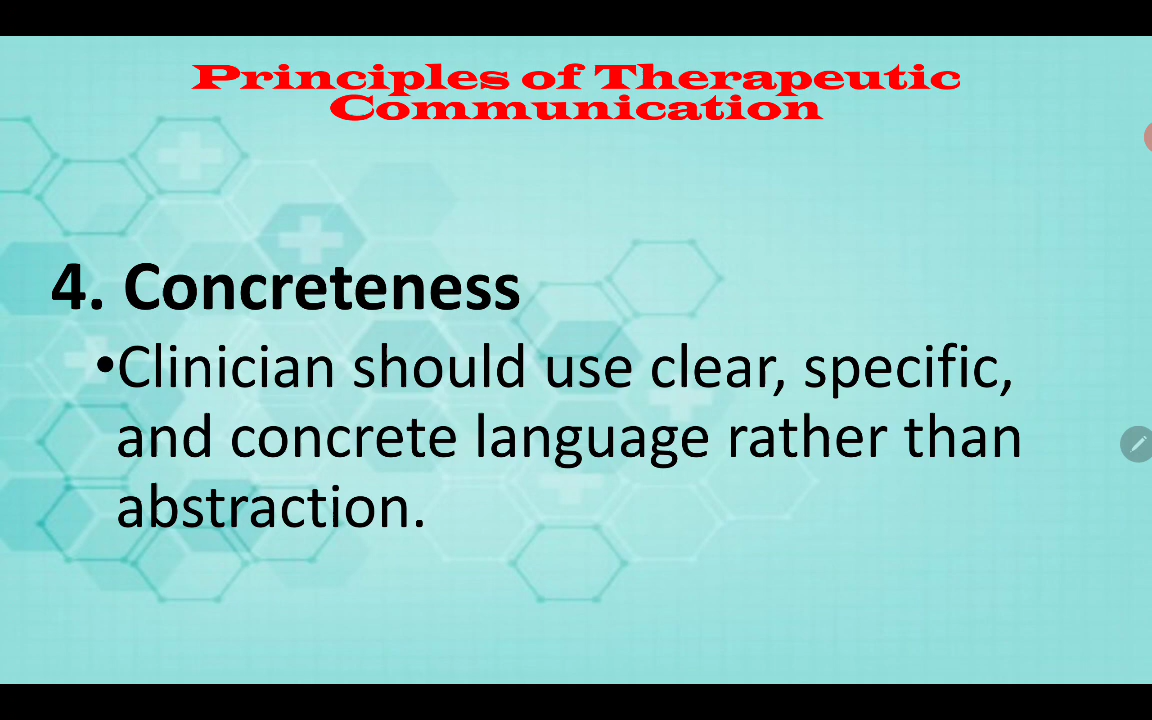 Principles of Therapeutic
Communication
4. Concreteness
•Clinician should use clear, specific,
and concrete language rather than
abstraction.